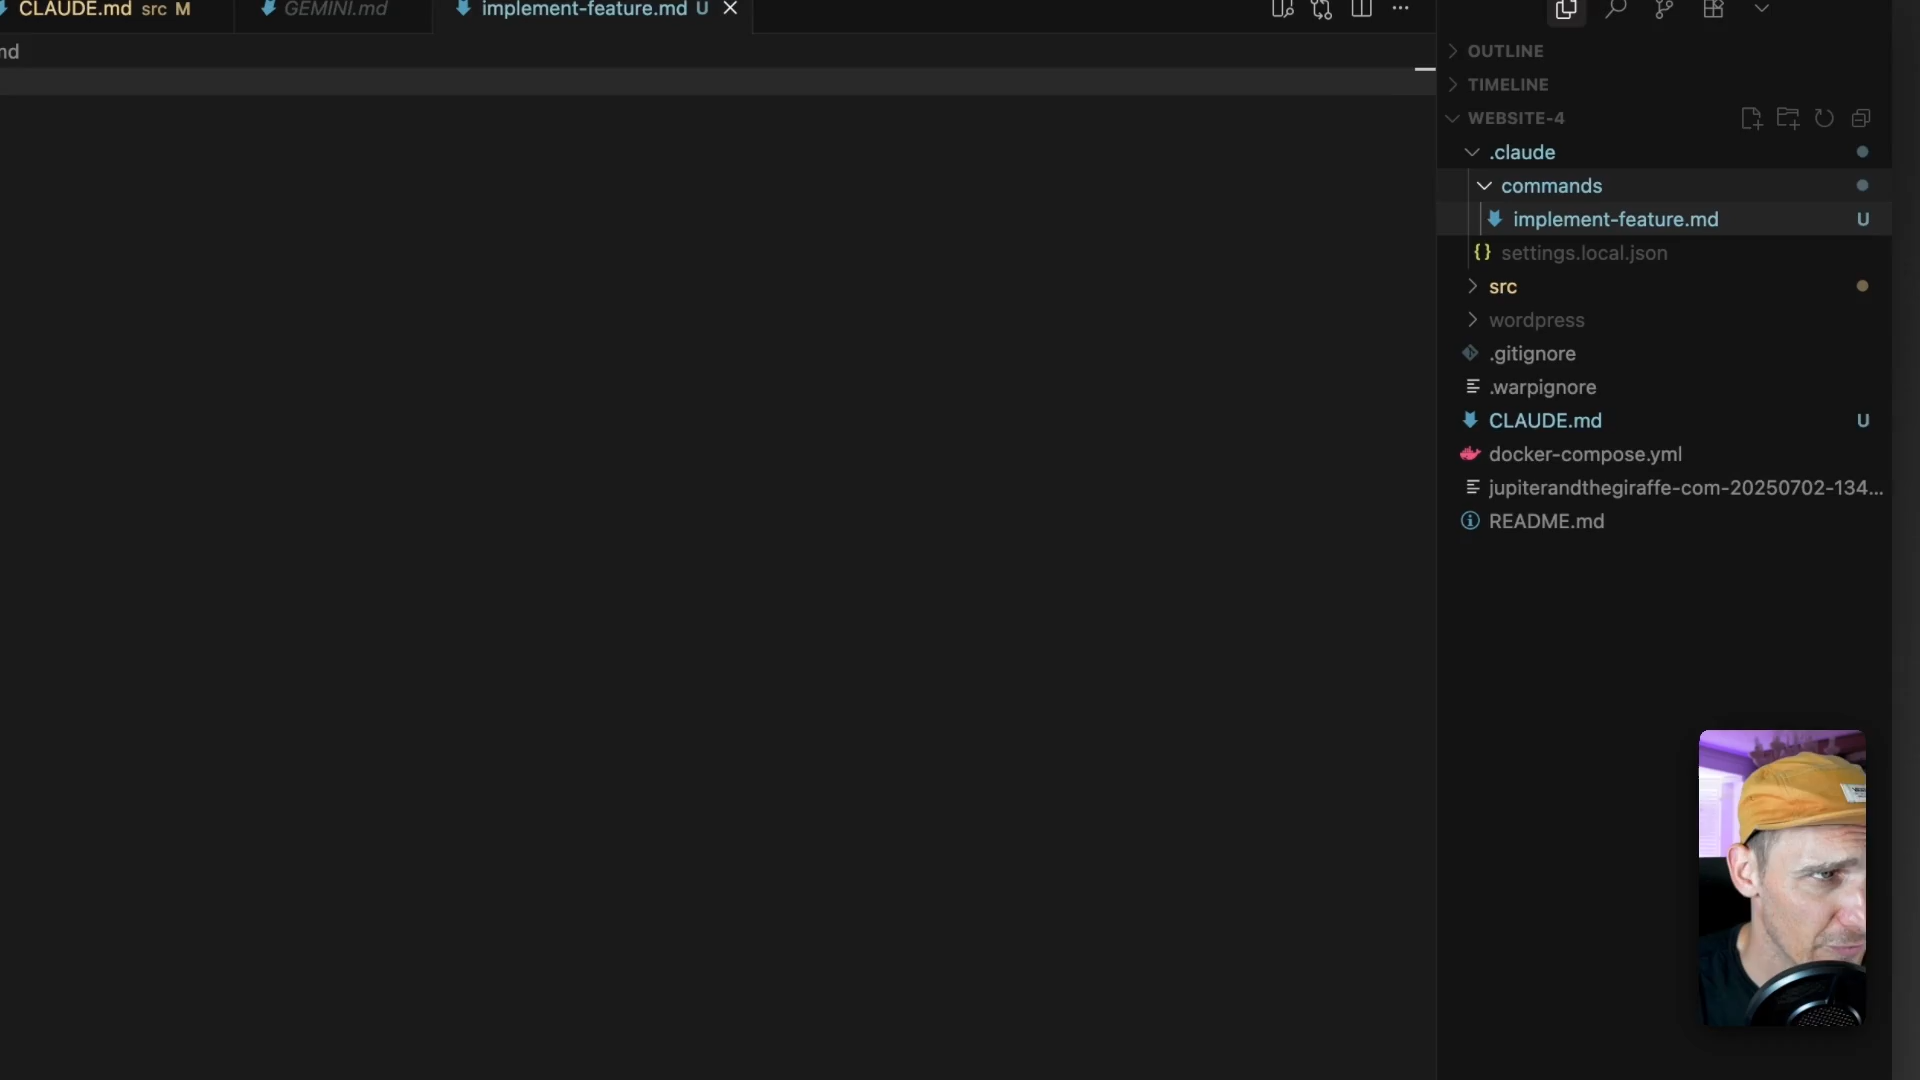 CLAUDE.md src M
GEMINI.md
implement-feature.md U
md
OUTLINE
TIMELINE
WEBSITE-4
.claude
commands
implement-feature.md U
settings.local.json
src
wordpress
.gitignore
.warpignore
CLAUDE.md U
docker-compose.yml
jupiterandthegiraffe-com-20250702-134...
README.md